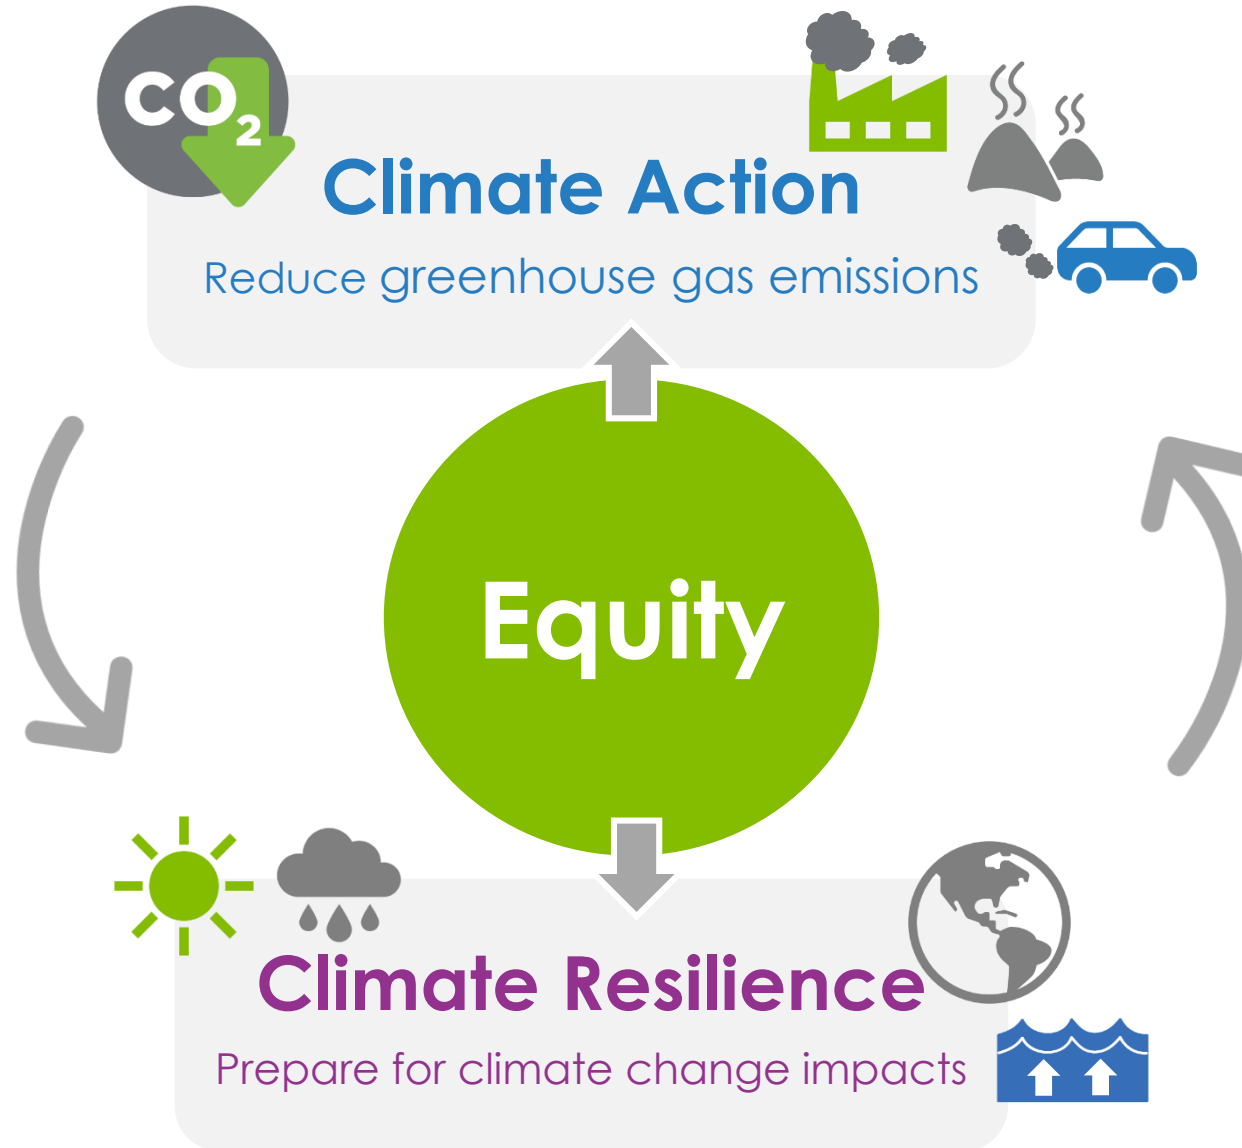 CO₂
Climate Action
Reduce greenhouse gas emissions
Equity
Climate Resilience
Prepare for climate change impacts